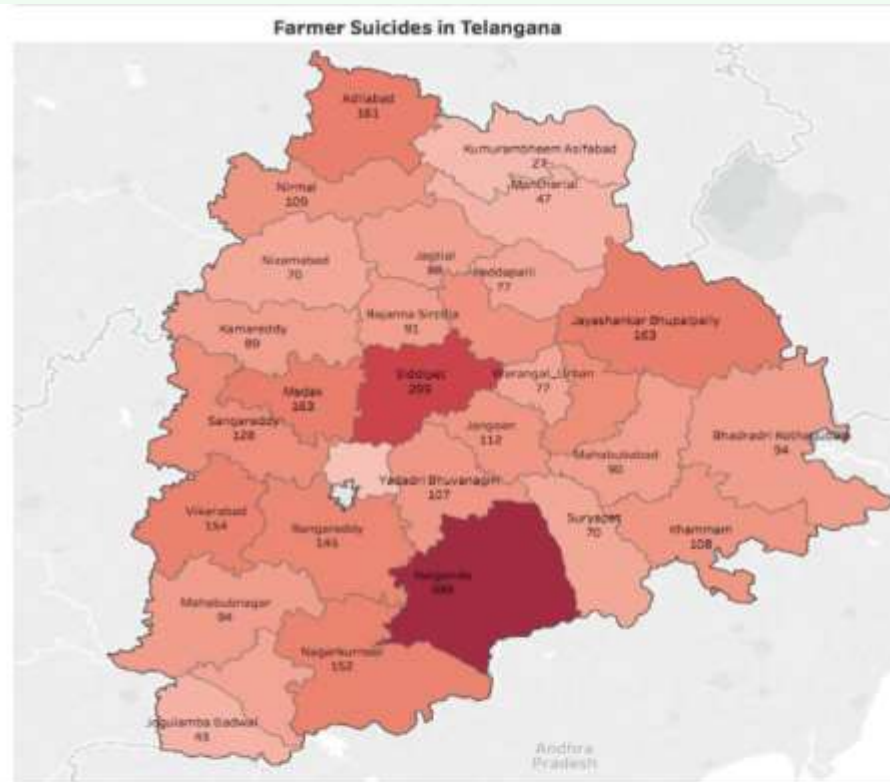 Farmer Suicides in Telangana
Adilabad
161
Kumurambheem Asifabad
27
Mancherial
47
Nirmal
109
Nizamabad
70
Jagtial
88
Peddapalli
77
Kamareddy
89
Rajanna Sircilla
91
Jayashankar Bhupalpally
163
Siddipet
Medak
163
Warangal_Urban
77
Sangareddy
128
Jangoan
112
Mahabubabad
90
Bhadradri
94
Yadadri Bhuvanagiri
107
Vikarabad
154
Rangareddy
Suryapet
70
Khammam
108
Nalgonda
Mahabubnagar
94
Nagarkurnool
152
Jogulamba Gadwal
Andhra
Pradesh